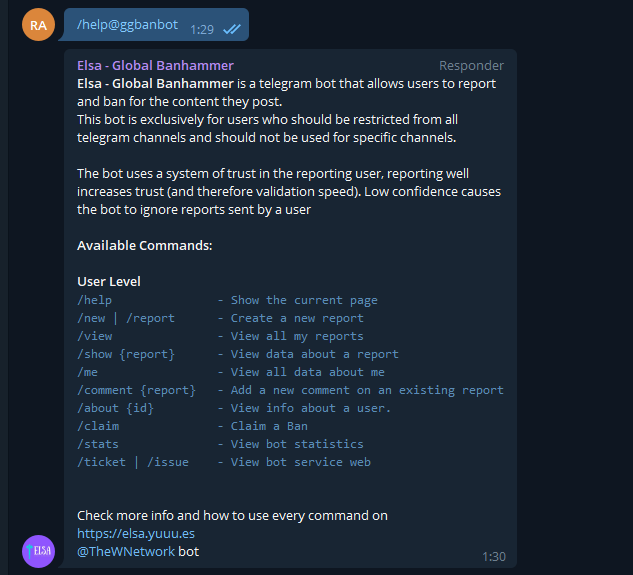 RA
/help@ggbanbot 1:29
Elsa - Global Banhammer Responder
Elsa - Global Banhammer is a telegram bot that allows users to report
and ban for the content they post.
This bot is exclusively for users who should be restricted from all
telegram channels and should not be used for specific channels.
The bot uses a system of trust in the reporting user, reporting well
increases trust (and therefore validation speed). Low confidence causes
the bot to ignore reports sent by a user
Available Commands:
User Level
/help - Show the current page
/new | /report - Create a new report
/view - View all my reports
/show {report} - View data about a report
/me - View all data about me
/comment {report} - Add a new comment on an existing report
/about {id} - View info about a user.
/claim - Claim a Ban
/stats - View bot statistics
/ticket | /issue - View bot service web
Check more info and how to use every command on
https://elsa.yuuu.es
@TheWNetwork bot
ELSA
1:30